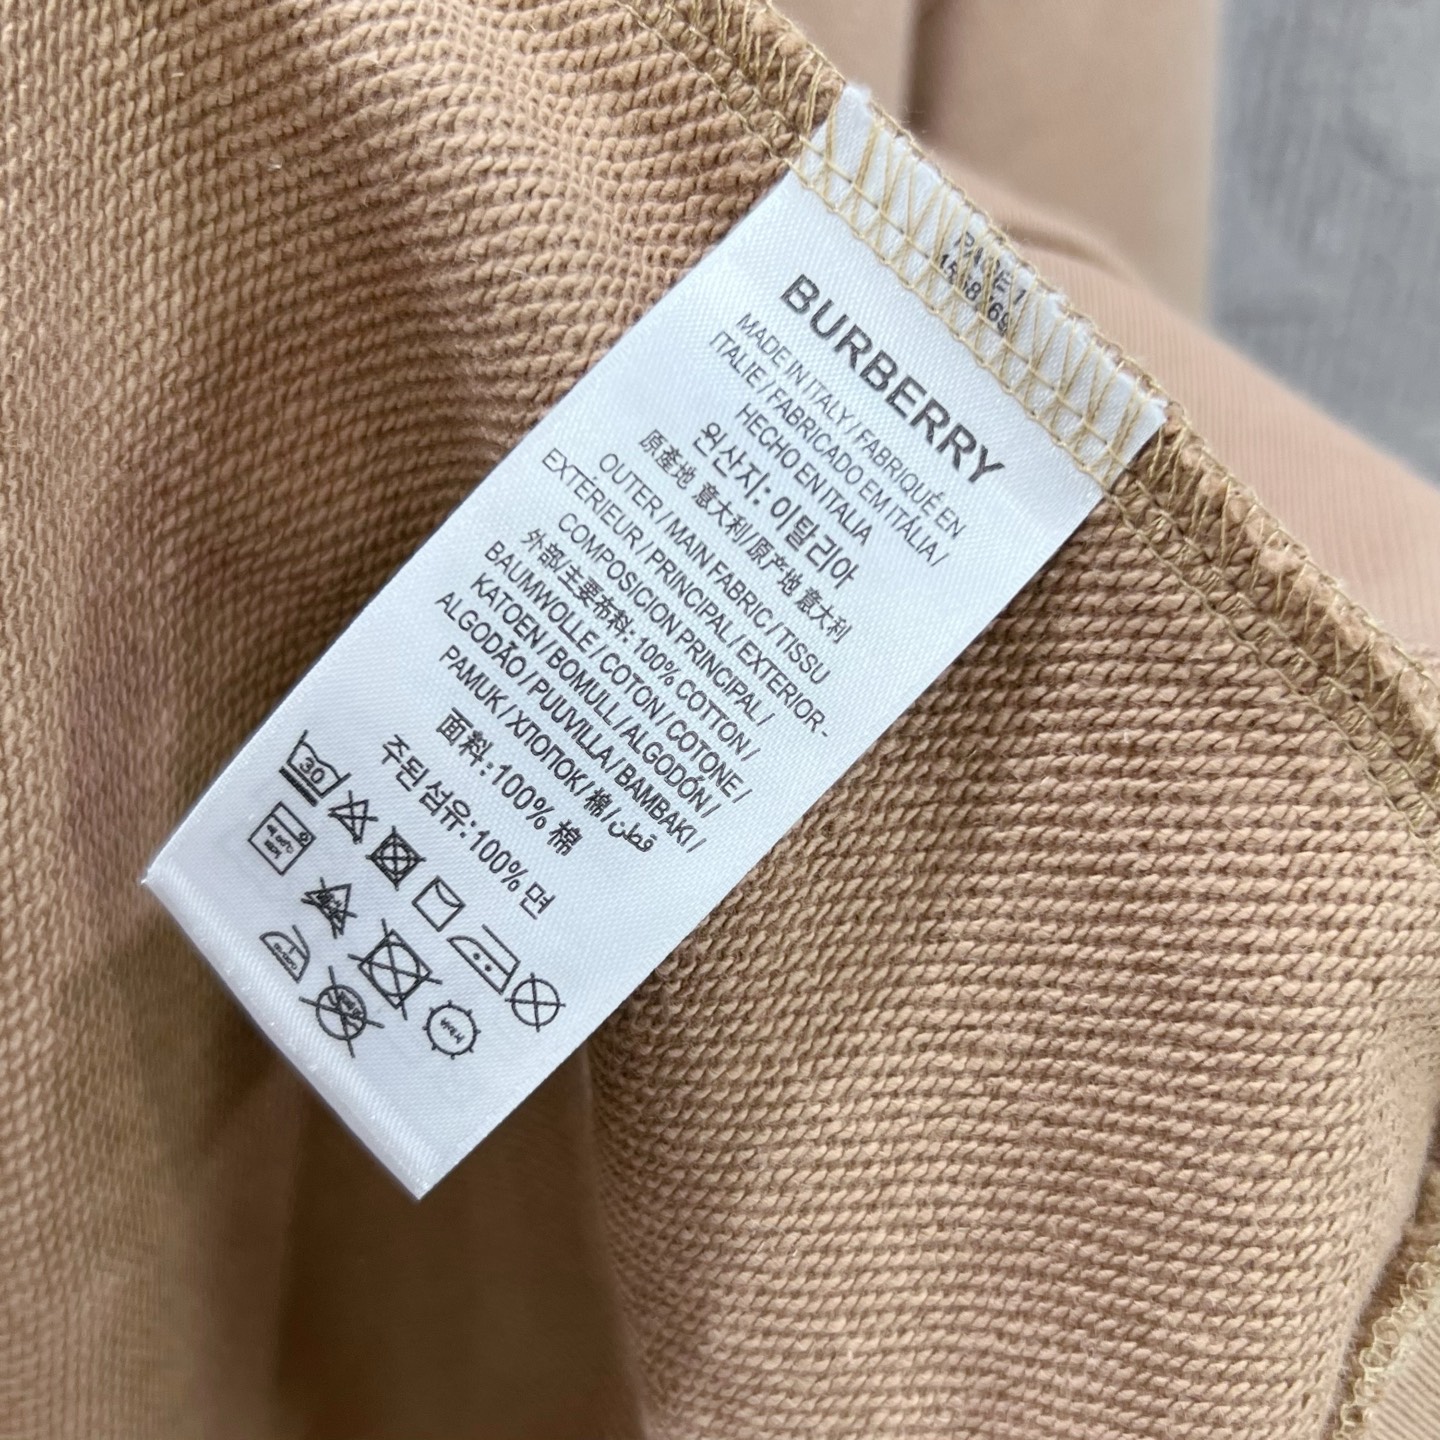 BURBERRY
MADE IN ITALY / FABRIQUÉ EN
ITALIE / FABRICADO EM ITÁLIA /
HECHO EN ITALIA
원산지: 이탈리아
原產地 意大利/原产地 意大利
OUTER / MAIN FABRIC / TISSU
EXTÉRIEUR / PRINCIPAL / EXTERIOR -
COMPOSICION PRINCIPAL /
外部/主要布料: 100% COTTON /
BAUMWOLLE / COTON / COTONE /
KATOEN / BOMULL / ALGODÓN /
ALGODÃO / PUUVILLA / BAMBAKI /
PAMUK / ХЛОПОК / 棉 / قطن
面料: 100% 棉
주된섬유: 100% 면
30